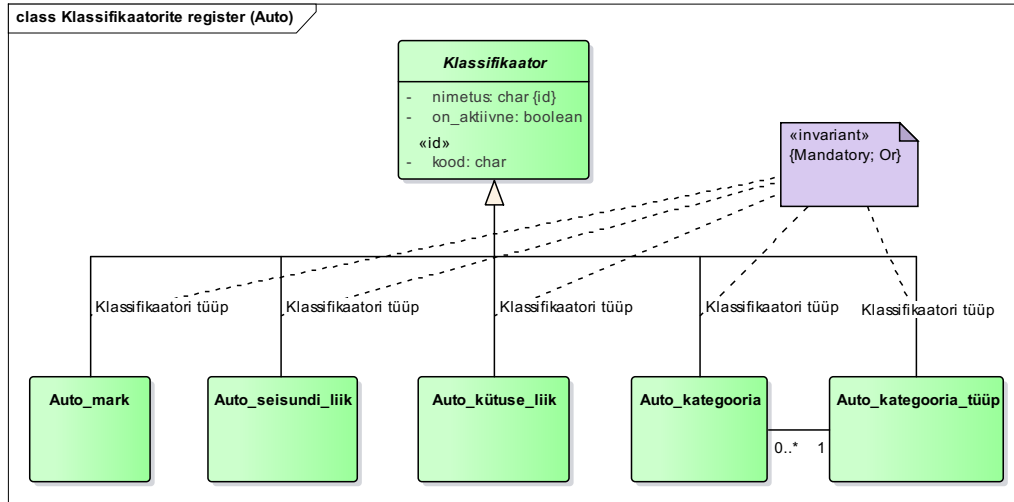 class Klassifikaatorite register (Auto)
Klassifikaator
- nimetus: char {id}
- on_aktiivne: boolean
«id»
- kood: char
«invariant»
{Mandatory; Or}
Klassifikaatori tüüp
Klassifikaatori tüüp
Klassifikaatori tüüp
Klassifikaatori tüüp
Klassifikaatori tüüp
Auto_mark
Auto_seisundi_liik
Auto_kütuse_liik
Auto_kategooria
Auto_kategooria_tüüp
0..*
1